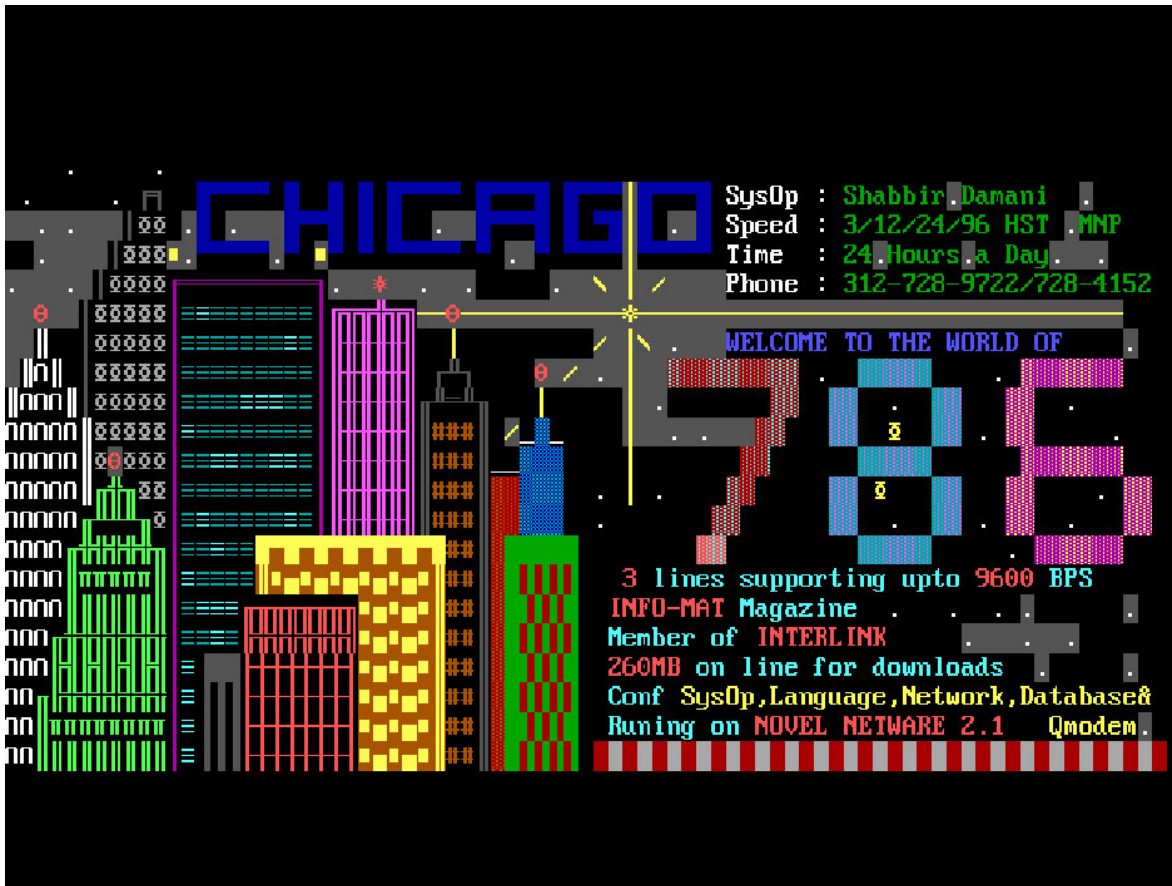 CHICAGO
SysOp : Shabbir Damani
Speed : 3/12/24/96 HST MNP
Time : 24 Hours a Day
Phone : 312-728-9722/728-4152
WELCOME TO THE WORLD OF
786
3 lines supporting upto 9600 BPS
INFO-MAT Magazine
Member of INTERLINK
260MB on line for downloads
Conf SysOp,Language,Network,Database&
Runing on NOVEL NETWARE 2.1 Qmodem